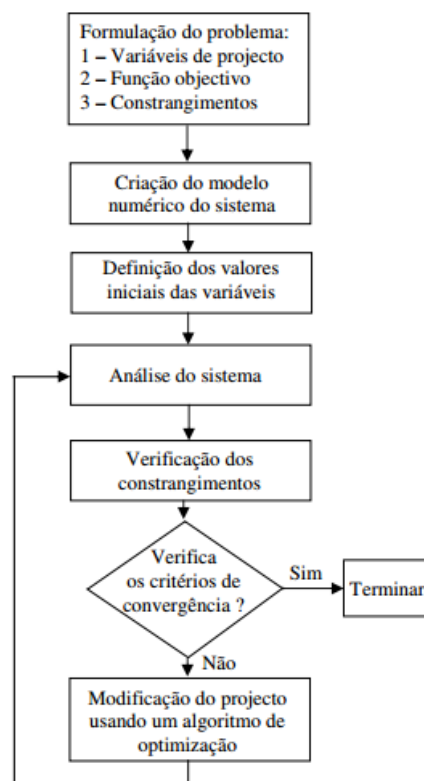 Formulação do problema:
1 – Variáveis de projecto
2 – Função objectivo
3 – Constrangimentos
Criação do modelo
numérico do sistema
Definição dos valores
iniciais das variáveis
Análise do sistema
Verificação dos
constrangimentos
Verifica
os critérios de
convergência ?
Sim
Terminar
Não
Modificação do projecto
usando um algoritmo de
optimização